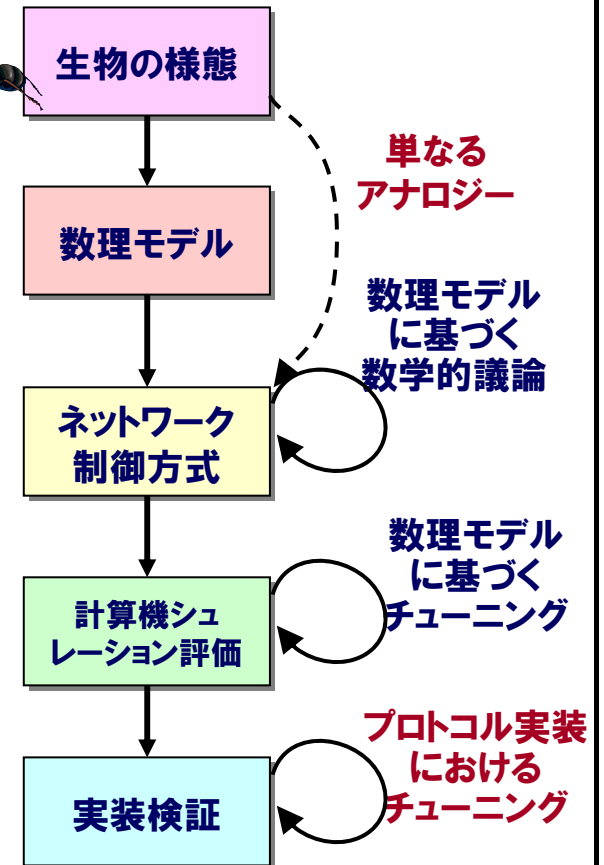 生物の様態
単なる
アナロジー
数理モデル
数理モデル
に基づく
数学的議論
ネットワーク
制御方式
数理モデル
に基づく
チューニング
計算機シュ
レーション評価
プロトコル実装
における
チューニング
実装検証